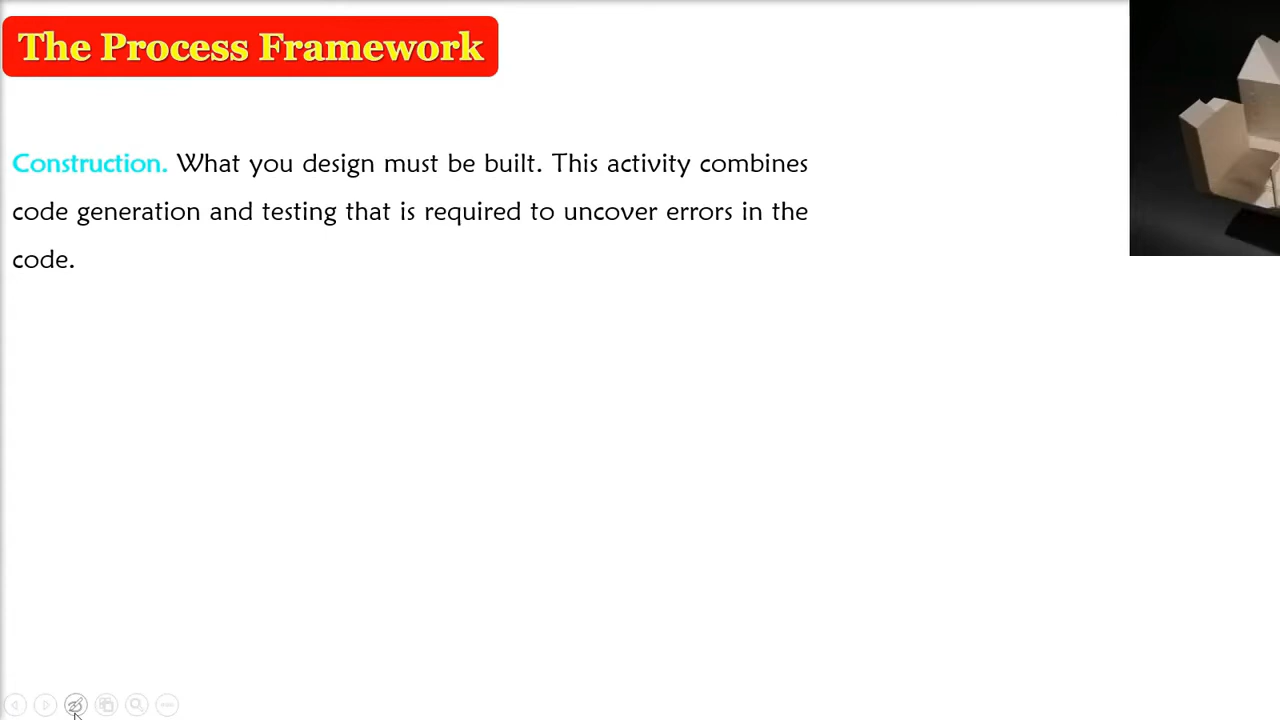 The Process Framework
Construction. What you design must be built. This activity combines
code generation and testing that is required to uncover errors in the
code.